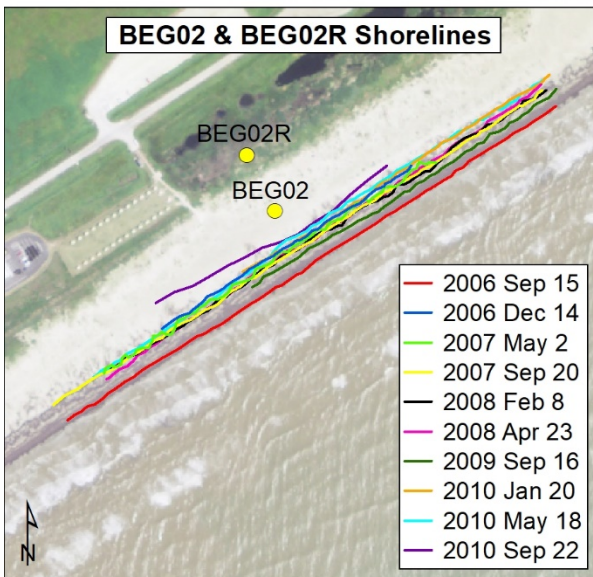 BEG02 & BEG02R Shorelines
BEG02R
BEG02
2006 Sep 15
2006 Dec 14
2007 May 2
2007 Sep 20
2008 Feb 8
2008 Apr 23
2009 Sep 16
2010 Jan 20
2010 May 18
2010 Sep 22
N